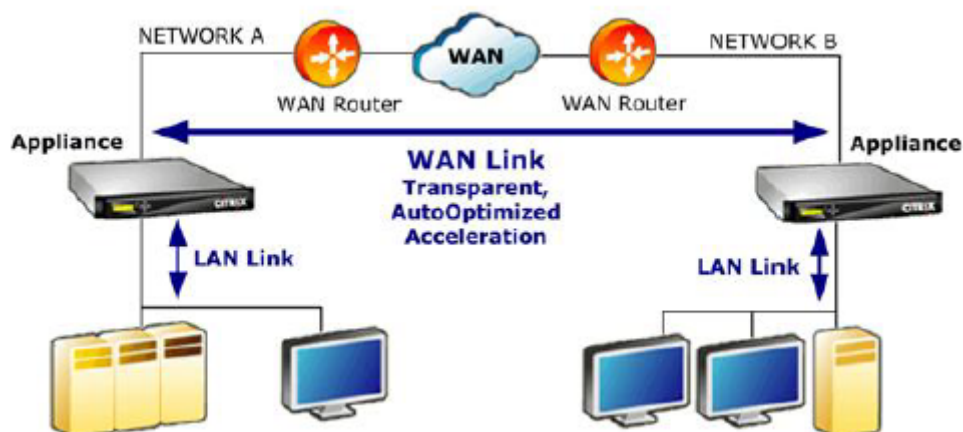 NETWORK A
WAN
NETWORK B
WAN Router
WAN Router
Appliance
Appliance
WAN Link
Transparent,
AutoOptimized
Acceleration
CITRIX
CITRIX
LAN Link
LAN Link